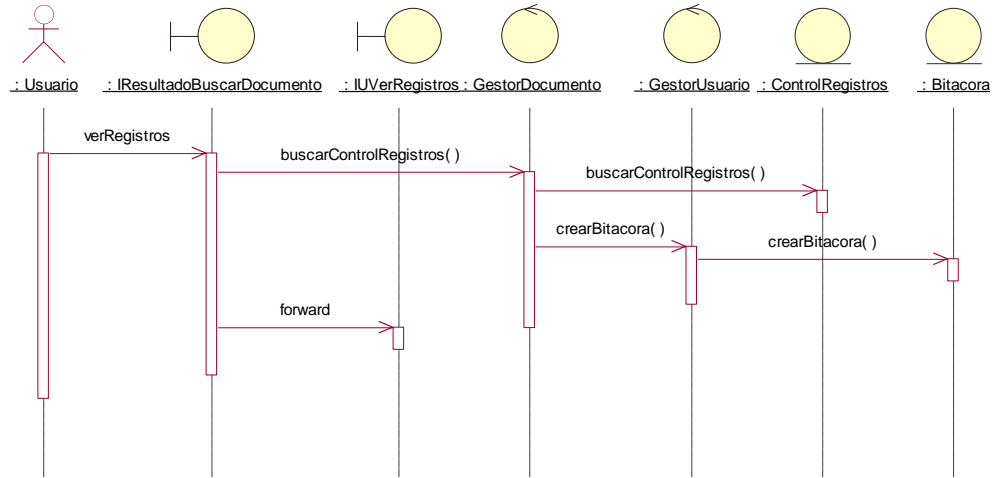 : Usuario
: IResultadoBuscarDocumento
: IUVerRegistros
: GestorDocumento
: GestorUsuario
: ControlRegistros
: Bitacora
verRegistros
buscarControlRegistros( )
buscarControlRegistros( )
crearBitacora( )
crearBitacora( )
forward